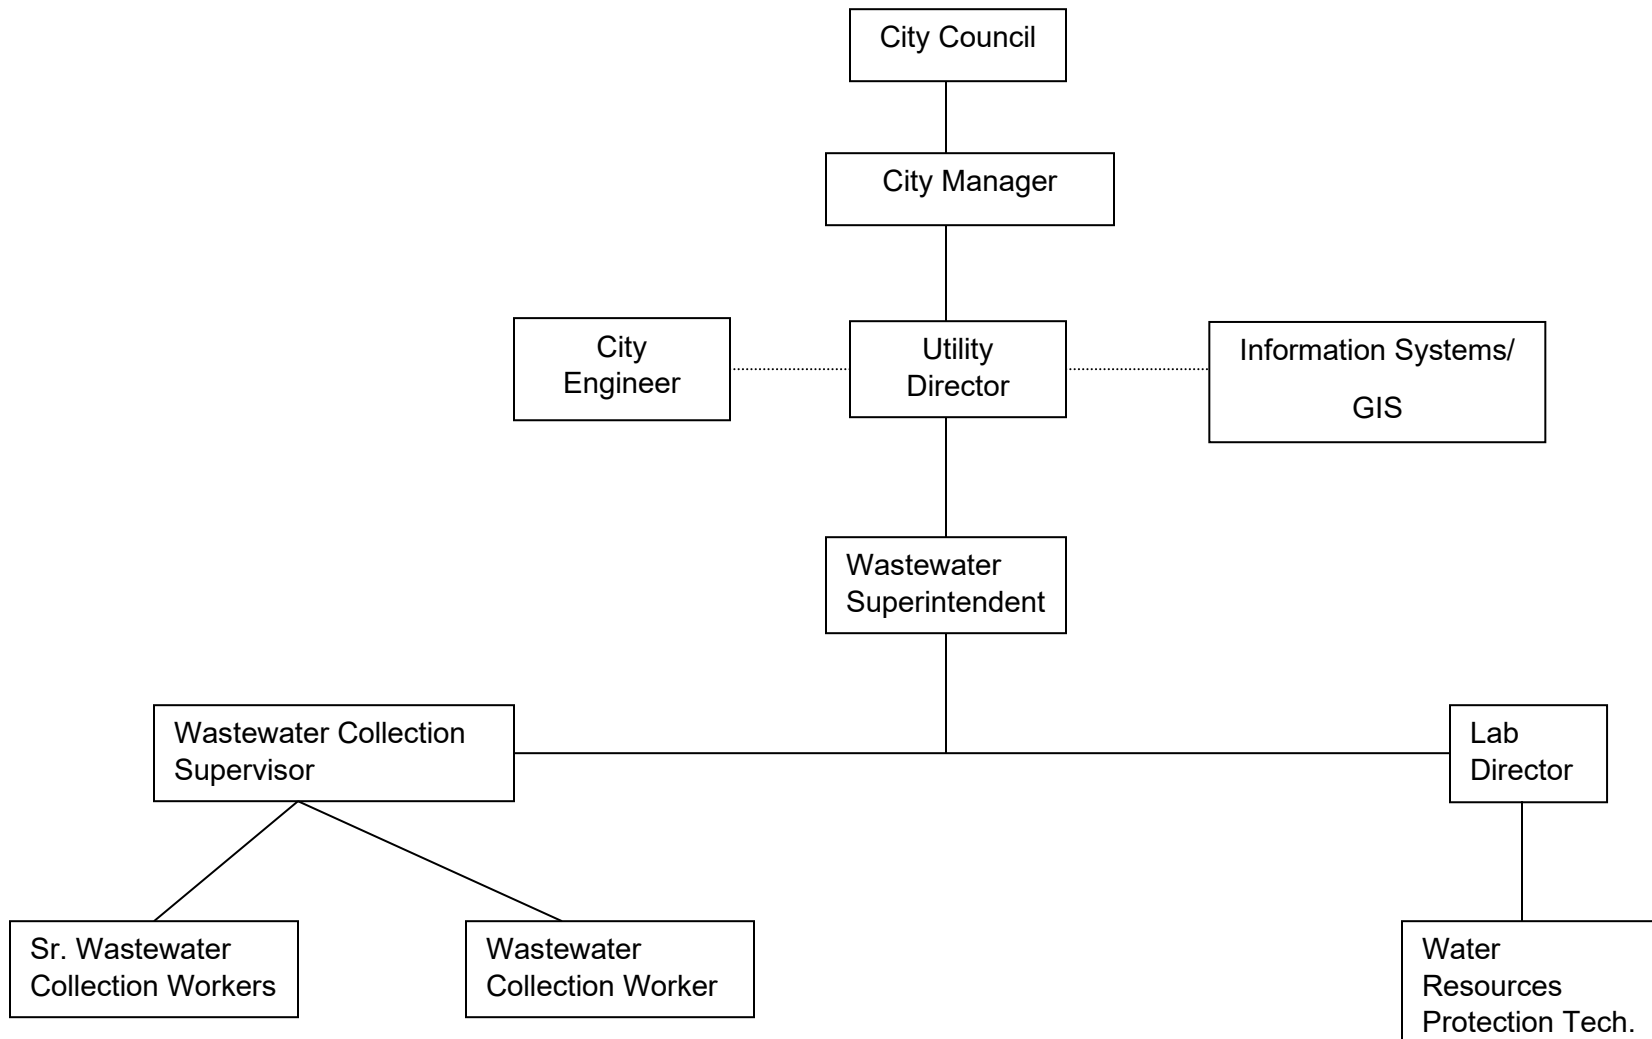 City Council
City Manager
City
Engineer
Utility
Director
Information Systems/
GIS
Wastewater
Superintendent
Wastewater Collection
Supervisor
Lab
Director
Sr. Wastewater
Collection Workers
Wastewater
Collection Worker
Water
Resources
Protection Tech.